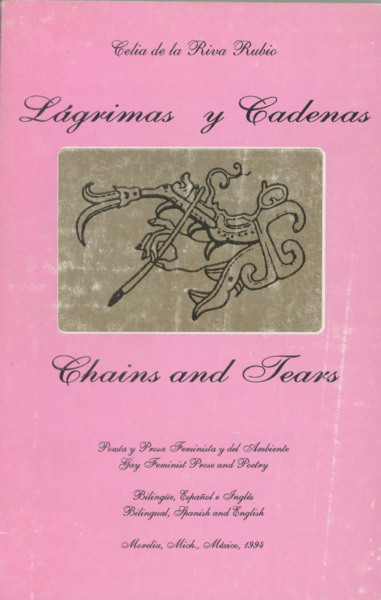 Celia de la Riva Rubio
Lágrimas y Cadenas
Chains and Tears
Poesía y Prosa Feminista y del Ambiente
Gay Feminist Prose and Poetry
Bilingüe, Español e Inglés
Bilingual, Spanish and English
Morelia, Mich., México, 1994